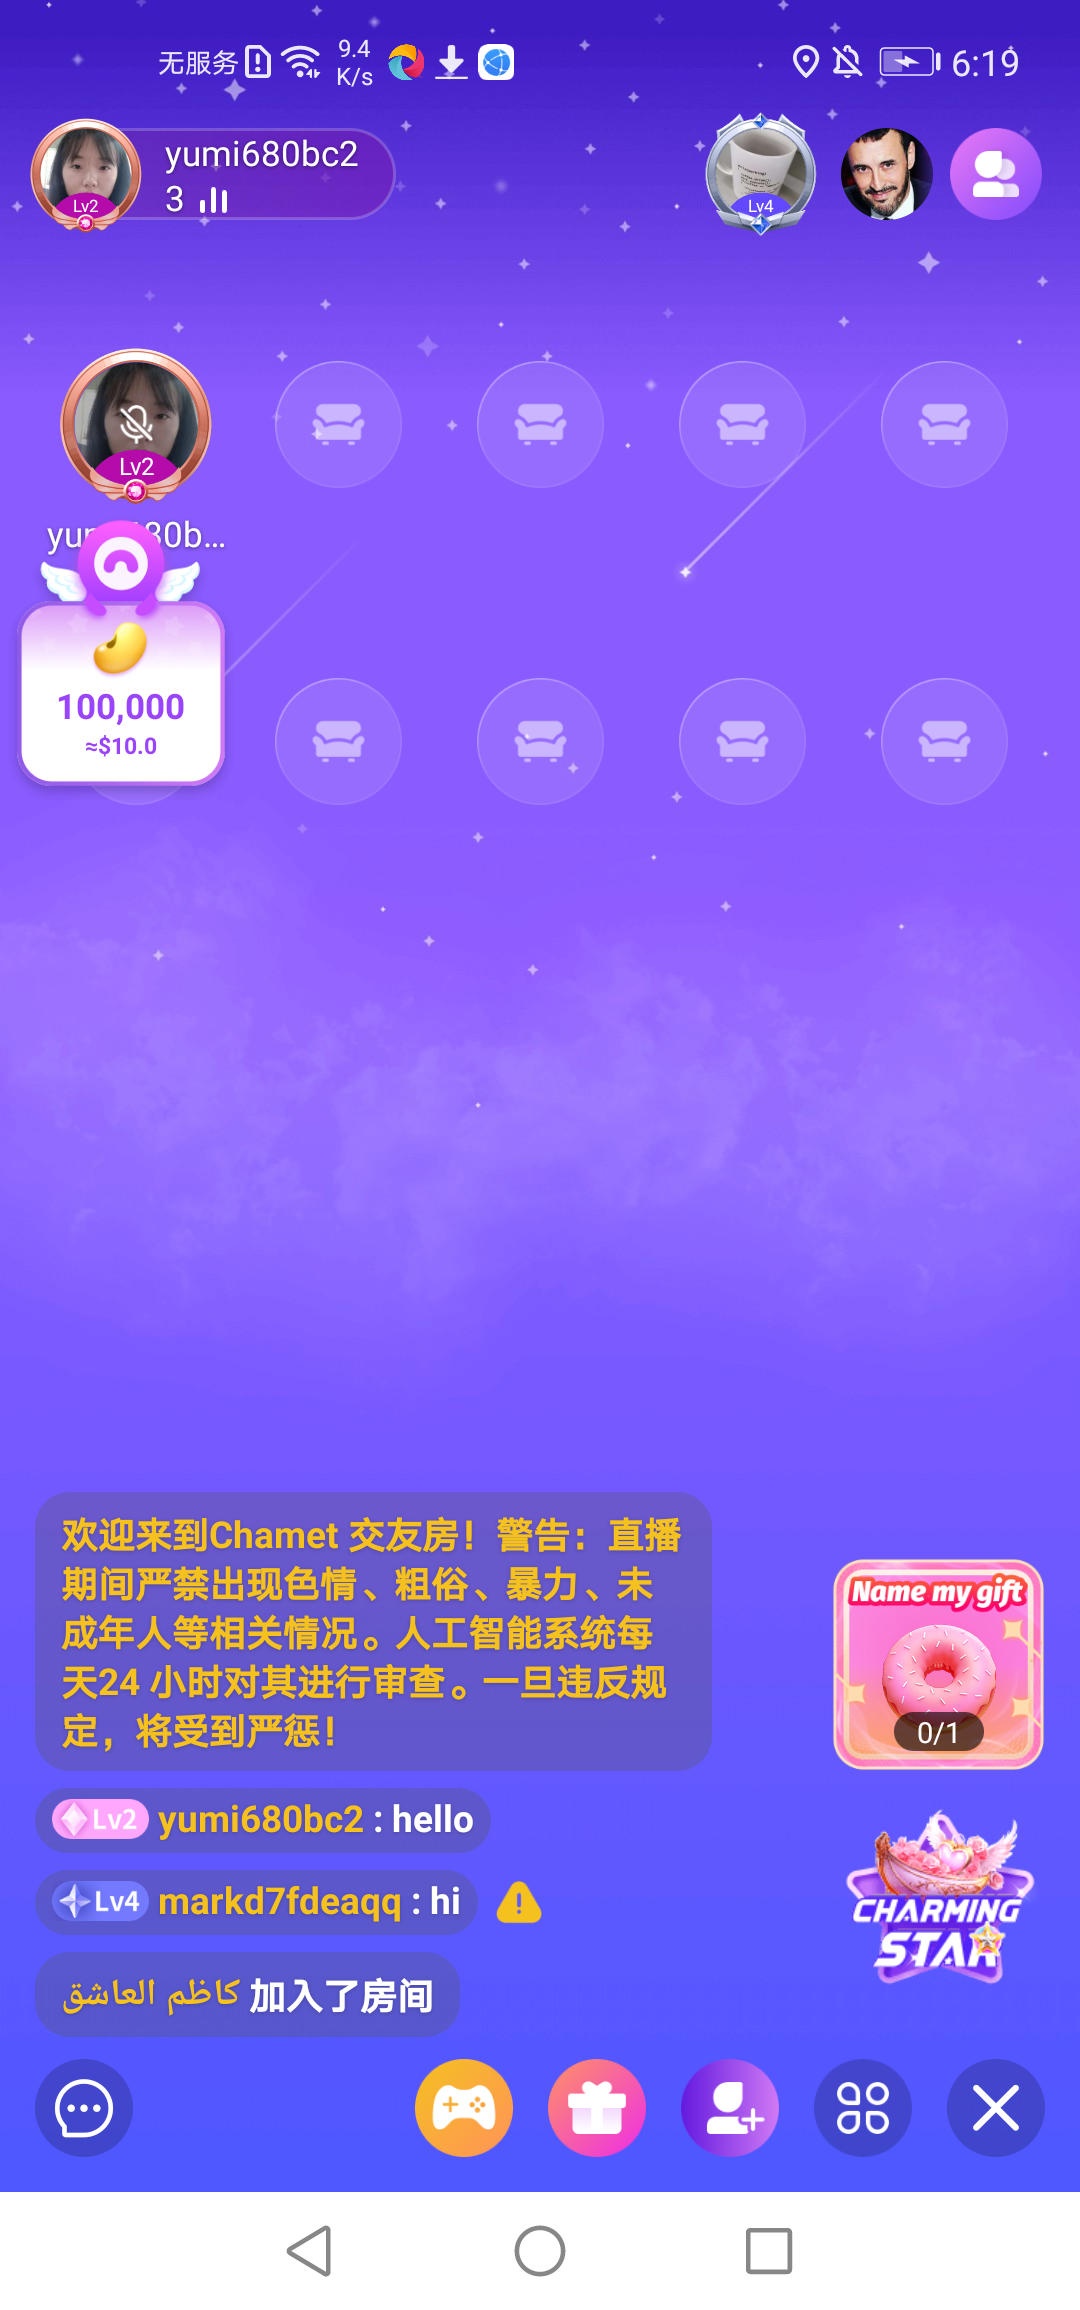 无服务
9.4
K/s
6:19
yumi680bc2
3
Lv2
Lv4
Lv2
100,000
≈$10.0
欢迎来到Chamet 交友房！警告：直播
期间严禁出现色情、粗俗、暴力、未
成年人等相关情况。人工智能系统每
天24 小时对其进行审查。一旦违反规
定，将受到严惩！
Name my gift
0/1
Lv2 yumi680bc2 : hello
CHARMING
STAR
Lv4 markd7fdeaqq : hi
كاظم العاشق 加入了房间